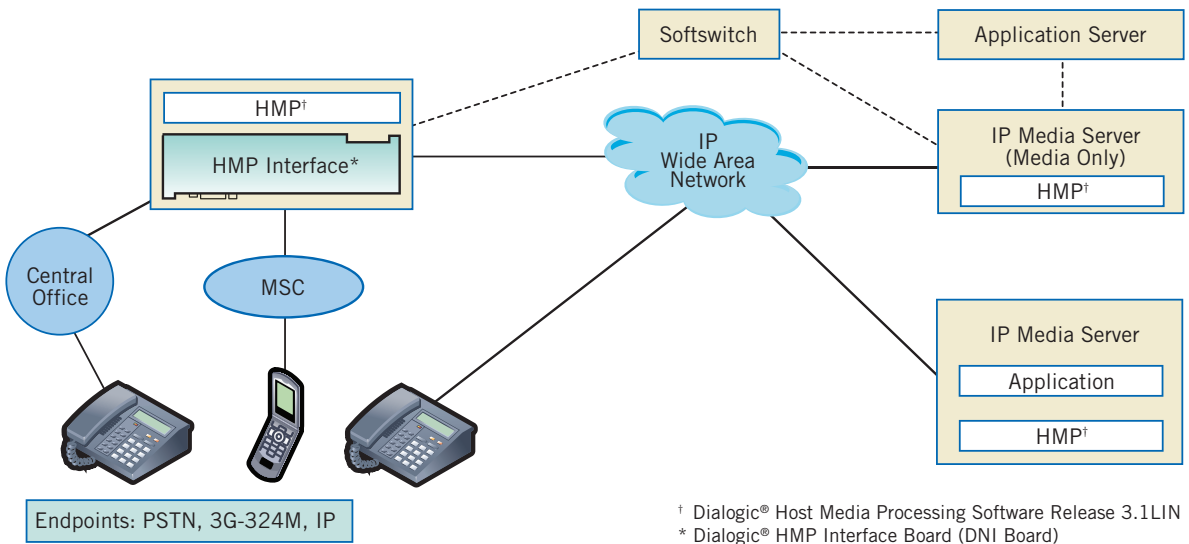 Softswitch
Application Server
HMP†
HMP Interface*
IP
Wide Area
Network
IP Media Server
(Media Only)
HMP†
Central
Office
MSC
IP Media Server
Application
HMP†
Endpoints: PSTN, 3G-324M, IP
† Dialogic® Host Media Processing Software Release 3.1LIN
* Dialogic® HMP Interface Board (DNI Board)